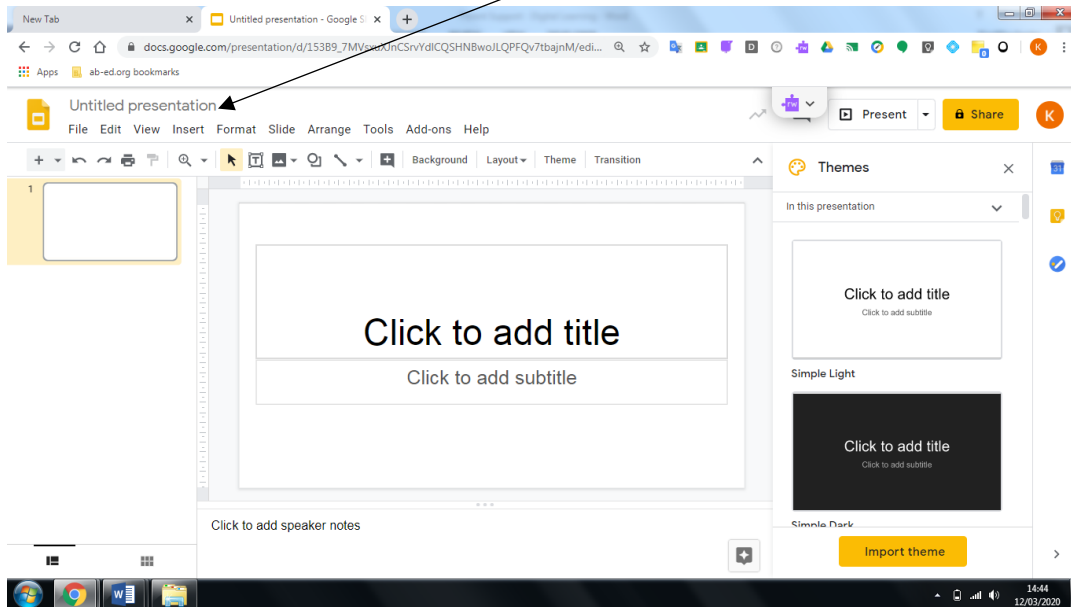 New Tab
Untitled presentation - Google Sl
docs.google.com/presentation/d/153B9_7MVsxuXJnCSrvYdlCQSHNBwoJLQPFQv7tbajnM/edi...
Apps ab-ed.org bookmarks
Untitled presentation
File Edit View Insert Format Slide Arrange Tools Add-ons Help
Present
Share
K
Background Layout Theme Transition
Themes
In this presentation
1
Click to add title
Click to add subtitle
Click to add title
Click to add subtitle
Simple Light
Click to add title
Click to add subtitle
Simple Dark
Click to add speaker notes
Import theme
14:44
12/03/2020